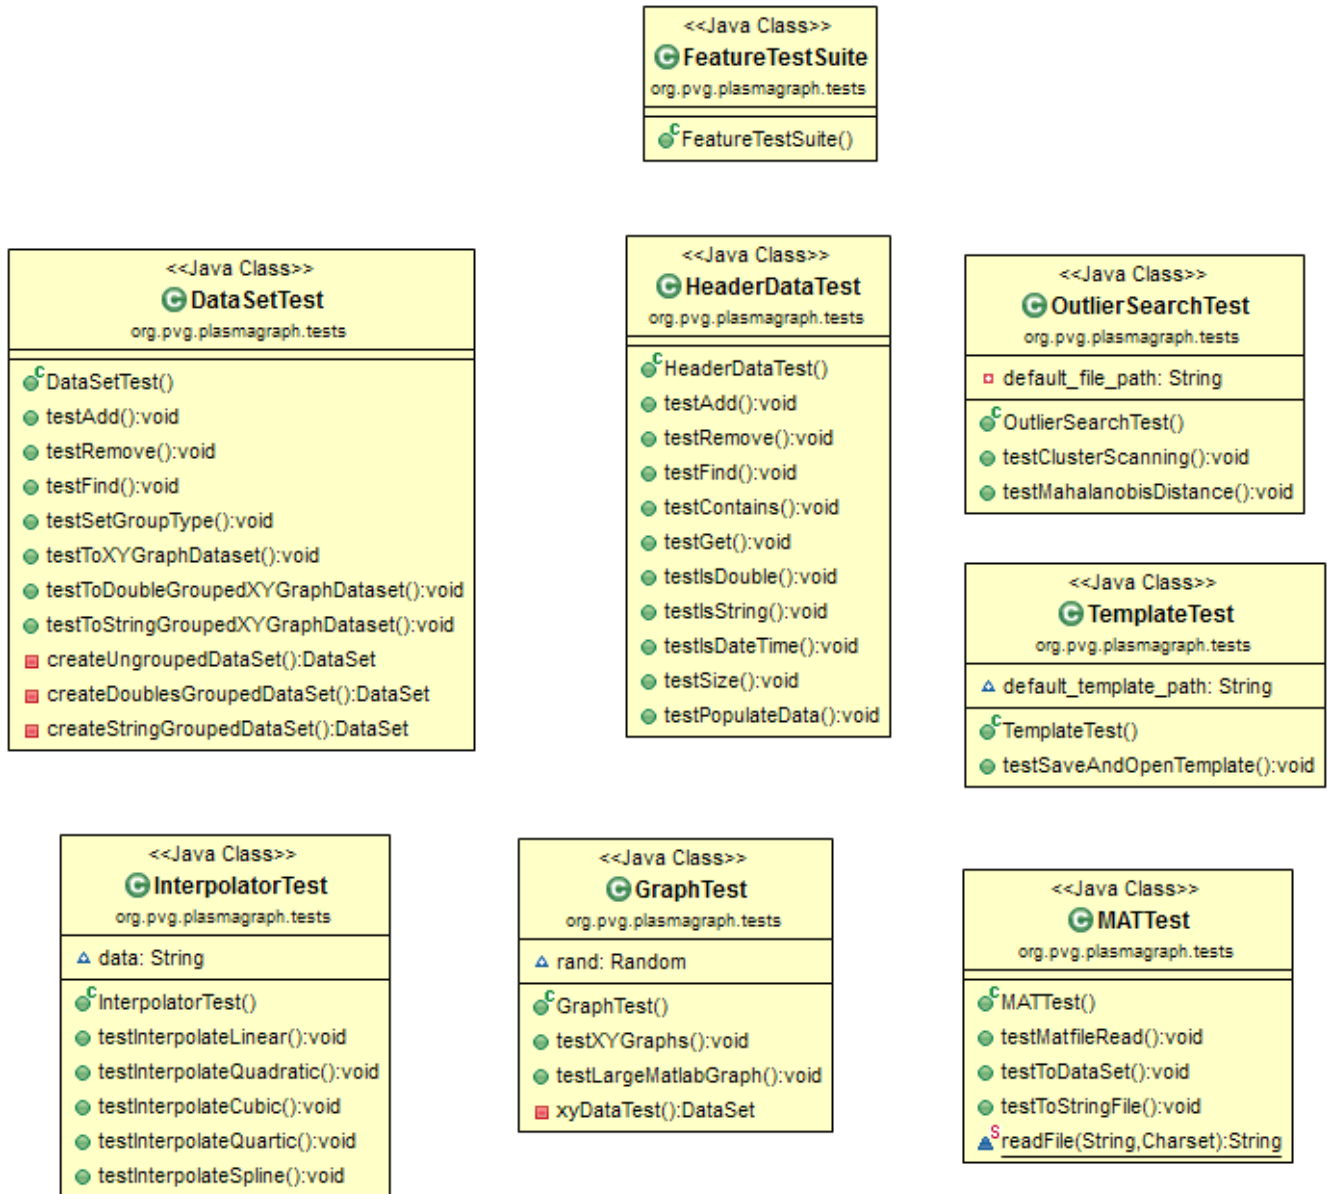 <<Java Class>>
FeatureTestSuite
org.pvg.plasmagraph.tests
FeatureTestSuite()
<<Java Class>>
DataSetTest
org.pvg.plasmagraph.tests
DataSetTest()
testAdd():void
testRemove():void
testFind():void
testSetGroupType():void
testToXYGraphDataset():void
testToDoubleGroupedXYGraphDataset():void
testToStringGroupedXYGraphDataset():void
createUngroupedDataSet():DataSet
createDoublesGroupedDataSet():DataSet
createStringGroupedDataSet():DataSet
<<Java Class>>
HeaderDataTest
org.pvg.plasmagraph.tests
HeaderDataTest()
testAdd():void
testRemove():void
testFind():void
testContains():void
testGet():void
testIsDouble():void
testIsString():void
testIsDateTime():void
testSize():void
testPopulateData():void
<<Java Class>>
OutlierSearchTest
org.pvg.plasmagraph.tests
default_file_path: String
OutlierSearchTest()
testClusterScanning():void
testMahalanobisDistance():void
<<Java Class>>
TemplateTest
org.pvg.plasmagraph.tests
default_template_path: String
TemplateTest()
testSaveAndOpenTemplate():void
<<Java Class>>
InterpolatorTest
org.pvg.plasmagraph.tests
data: String
InterpolatorTest()
testInterpolateLinear():void
testInterpolateQuadratic():void
testInterpolateCubic():void
testInterpolateQuartic():void
testInterpolateSpline():void
<<Java Class>>
GraphTest
org.pvg.plasmagraph.tests
rand: Random
GraphTest()
testXYGraphs():void
testLargeMatlabGraph():void
xyDataTest():DataSet
<<Java Class>>
MATTest
org.pvg.plasmagraph.tests
MATTest()
testMatfileRead():void
testToDataSet():void
testToStringFile():void
readFile(String,Charset):String